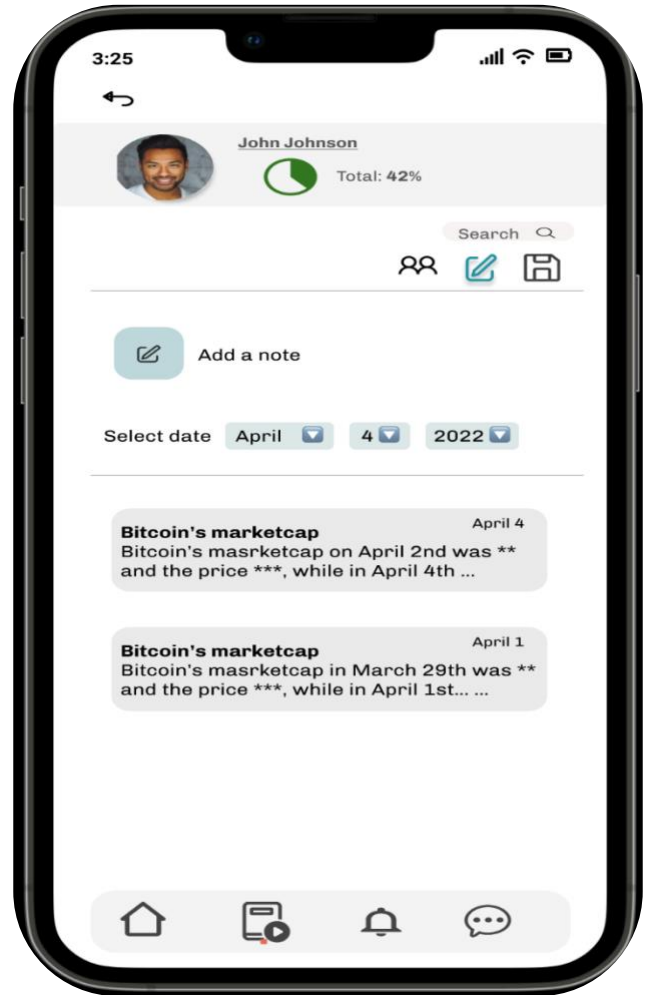 3:25
John Johnson
Total: 42%
Search
Add a note
Select date April 4 2022
Bitcoin's marketcap April 4
Bitcoin's masrketcap on April 2nd was **
and the price ***, while in April 4th ...
Bitcoin's marketcap April 1
Bitcoin's masrketcap in March 29th was **
and the price ***, while in April 1st... ...